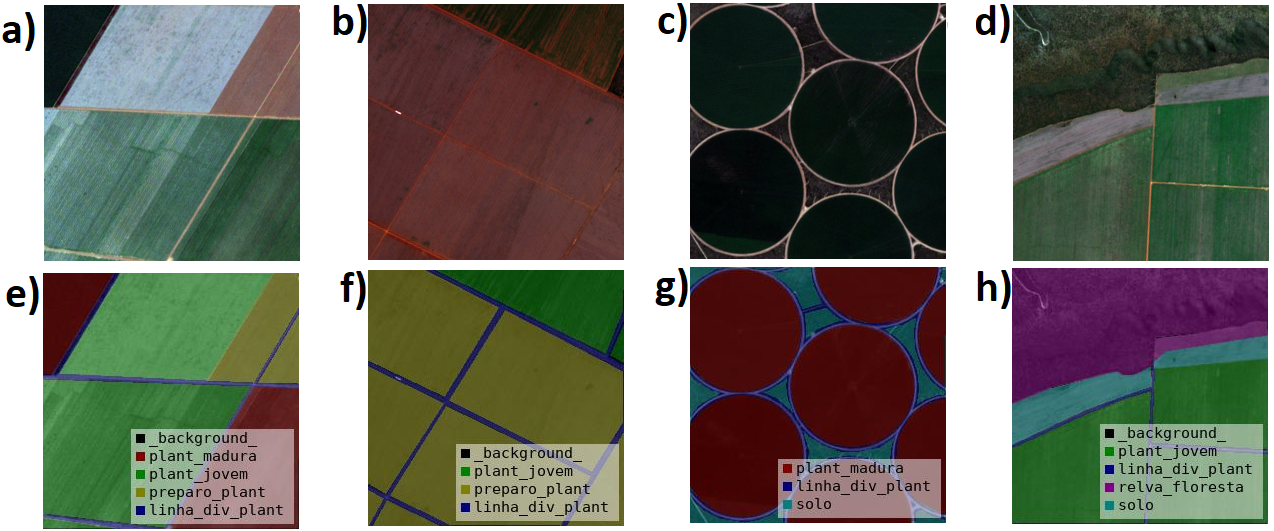 a)
b)
c)
d)
e)
f)
g)
h)
_background_
plant_madura
plant_jovem
preparo_plant
linha_div_plant
_background_
plant_jovem
preparo_plant
linha_div_plant
plant_madura
linha_div_plant
solo
_background_
plant_jovem
linha_div_plant
relva_floresta
solo